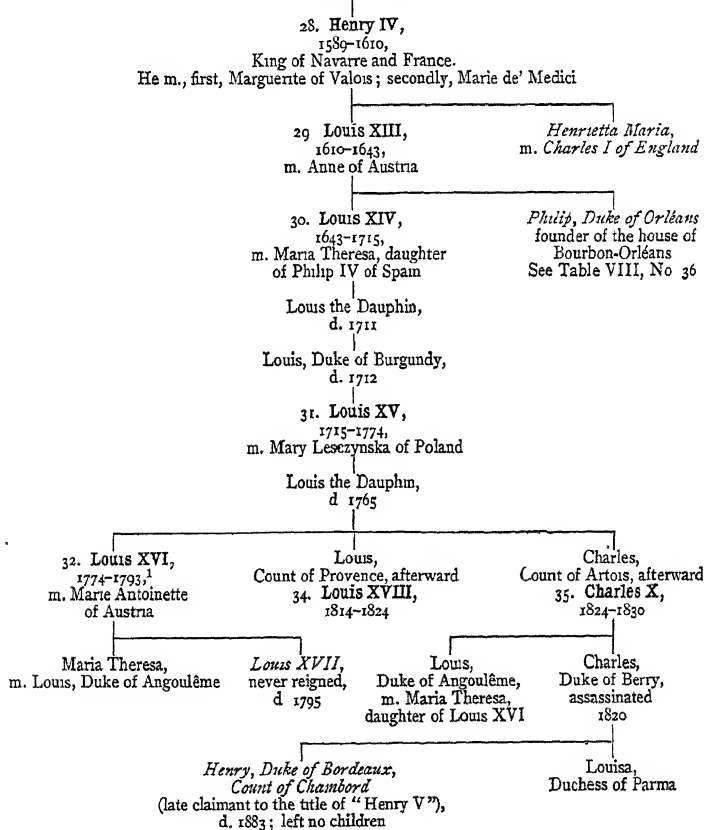 28. Henry IV,
1589–1610,
King of Navarre and France.
He m., first, Marguerite of Valois; secondly, Marie de' Medici
29 Louis XIII,
1610–1643,
m. Anne of Austria
Henrietta Maria,
m. Charles I of England
30. Louis XIV,
1643–1715,
m. Maria Theresa, daughter
of Philip IV of Spain
Philip, Duke of Orléans
founder of the house of
Bourbon-Orléans
See Table VIII, No 36
Louis the Dauphin,
d. 1711
Louis, Duke of Burgundy,
d. 1712
31. Louis XV,
1715–1774,
m. Mary Lesczynska of Poland
Louis the Dauphin,
d 1765
32. Louis XVI,
1774–1793,¹
m. Marie Antoinette
of Austria
Louis,
Count of Provence, afterward
34. Louis XVIII,
1814–1824
Charles,
Count of Artois, afterward
35. Charles X,
1824–1830
Maria Theresa,
m. Louis, Duke of Angoulême
Louis XVII,
never reigned,
d 1795
Louis,
Duke of Angoulême,
m. Maria Theresa,
daughter of Louis XVI
Charles,
Duke of Berry,
assassinated
1820
Henry, Duke of Bordeaux,
Count of Chambord
(late claimant to the title of "Henry V"),
d. 1883; left no children
Louisa,
Duchess of Parma